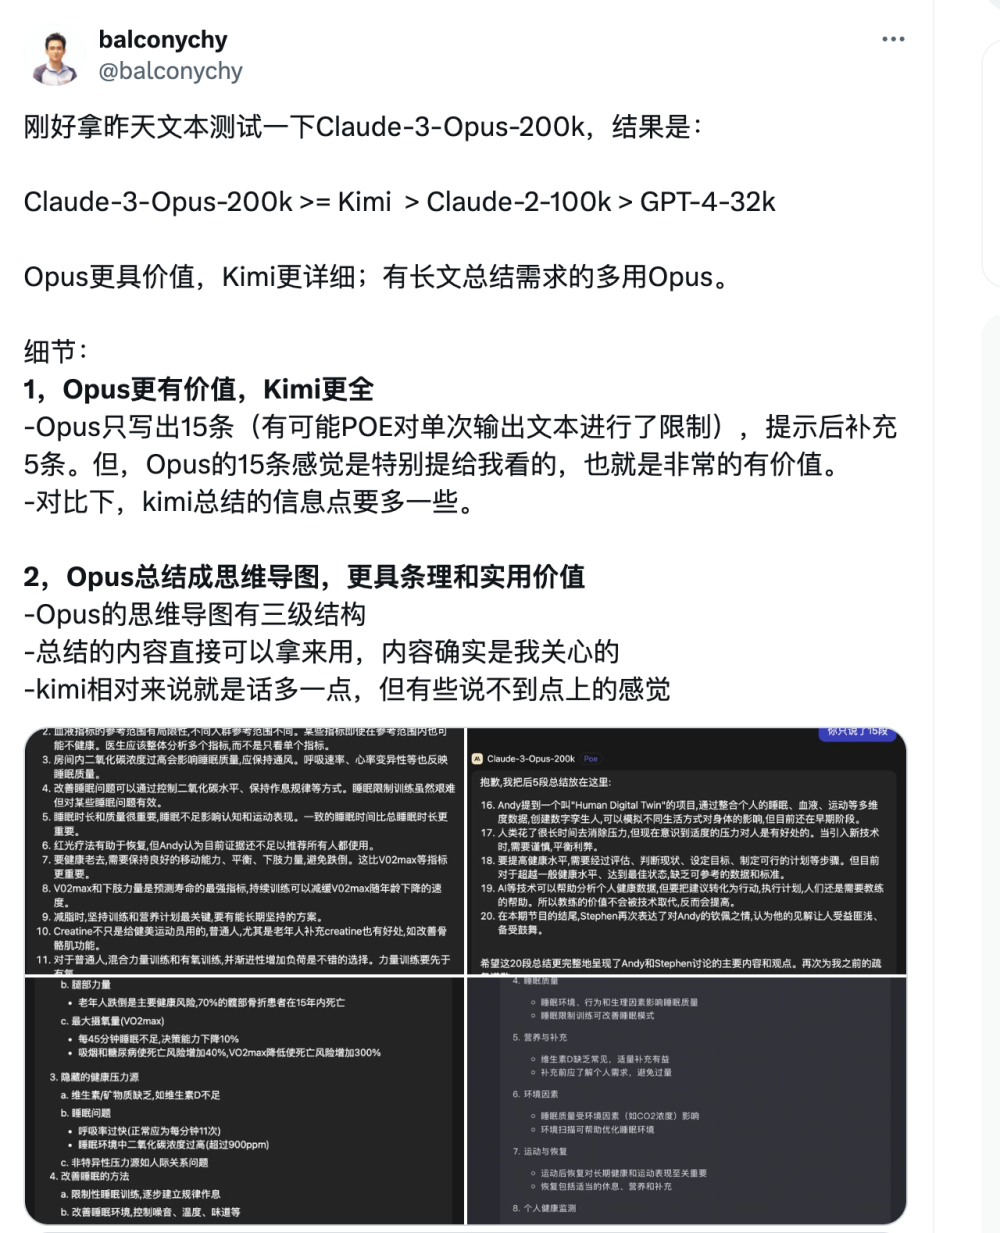 balconychy
@balconychy
刚好拿昨天文本测试一下Claude-3-Opus-200k，结果是：
Claude-3-Opus-200k >= Kimi > Claude-2-100k > GPT-4-32k
Opus更具价值，Kimi更详细；有长文总结需求的多用Opus。
细节：
1，Opus更有价值，Kimi更全
-Opus只写出15条（有可能POE对单次输出文本进行了限制），提示后补充
5条。但，Opus的15条感觉是特别提给我看的，也就是非常的有价值。
-对比下，kimi总结的信息点要多一些。
2，Opus总结成思维导图，更具条理和实用价值
-Opus的思维导图有三级结构
-总结的内容直接可以拿来用，内容确实是我关心的
-kimi相对来说就是话多一点，但有些说不到点上的感觉
2. 血液指标的参考范围有局限性,不同人群参考范围不同。某些指标即使在参考范围内也可
能不健康。医生应该整体分析多个指标,而不是只看单个指标。
3. 房间内二氧化碳浓度过高会影响睡眠质量,应保持通风。呼吸速率、心率变异性等也反映
睡眠质量。
4. 改善睡眠问题可以通过控制二氧化碳水平、保持作息规律等方式。睡眠限制训练虽然艰难
但对某些睡眠问题有效。
5. 睡眠时长和质量很重要,睡眠不足影响认知和运动表现。一致的睡眠时间比总睡眠时长更
重要。
6. 红光疗法有助于恢复,但Andy认为目前证据还不足以推荐所有人都使用。
7. 要健康老去,需要保持良好的移动能力、平衡、下肢力量,避免跌倒。这比V02max等指标
更重要。
8. V02max和下肢力量是预测寿命的最强指标,持续训练可以减缓V02max随年龄下降的速
度。
9. 减脂时,坚持训练和营养计划最关键,要有能长期坚持的方案。
10. Creatine不只是给健美运动员用的,普通人,尤其是老年人补充creatine也有好处,如改善骨
骼肌功能。
11. 对于普通人,混合力量训练和有氧训练,并渐进性增加负荷是不错的选择。力量训练要先于
有氧
你只说了15段
Claude-3-Opus-200k Poe
抱歉,我把后5段总结放在这里:
16. Andy提到一个叫"Human Digital Twin"的项目,通过整合个人的睡眠、血液、运动等多维
度数据,创建数字孪生人,可以模拟不同生活方式对身体的影响,但目前还在早期阶段。
17. 人类花了很长时间去消除压力,但现在意识到适度的压力对人是有好处的。当引入新技术
时,需要谨慎,平衡利弊。
18. 要提高健康水平,需要经过评估、判断现状、设定目标、制定可行的计划等步骤。但目前
对于超越一般健康水平、达到最佳状态,缺乏可参考的数据和标准。
19. AI等技术可以帮助分析个人健康数据,但要把建议转化为行动,执行计划,人们还是需要教练
的帮助。所以教练的价值不会被技术取代,反而会提高。
20. 在本期节目的结尾,Stephen再次表达了对Andy的钦佩之情,认为他的见解让人受益匪浅、
备受鼓舞。
希望这20段总结更完整地呈现了Andy和Stephen讨论的主要内容和观点。再次为我之前的疏
b. 腿部力量
• 老年人跌倒是主要健康风险,70%的髋部骨折患者在15年内死亡
c. 最大摄氧量(VO2max)
• 每45分钟睡眠不足,决策能力下降10%
• 吸烟和糖尿病使死亡风险增加40%,VO2max降低使死亡风险增加300%
3. 隐藏的健康压力源
a. 维生素/矿物质缺乏,如维生素D不足
b. 睡眠问题
• 呼吸率过快(正常应为每分钟11次)
• 睡眠环境中二氧化碳浓度过高(超过900ppm)
c. 非特异性压力源如人际关系问题
4. 改善睡眠的方法
a. 限制性睡眠训练,逐步建立规律作息
b. 改善睡眠环境,控制噪音、温度、味道等
4. 睡眠质量
○ 睡眠环境、行为和生理因素影响睡眠质量
○ 睡眠限制训练可改善睡眠模式
5. 营养与补充
○ 维生素D缺乏常见，适量补充有益
○ 补充前应了解个人需求，避免过量
6. 环境因素
○ 睡眠质量受环境因素（如CO2浓度）影响
○ 环境扫描可帮助优化睡眠环境
7. 运动与恢复
○ 运动后恢复对长期健康和运动表现至关重要
○ 恢复包括适当的休息、营养和补充
8. 个人健康监测